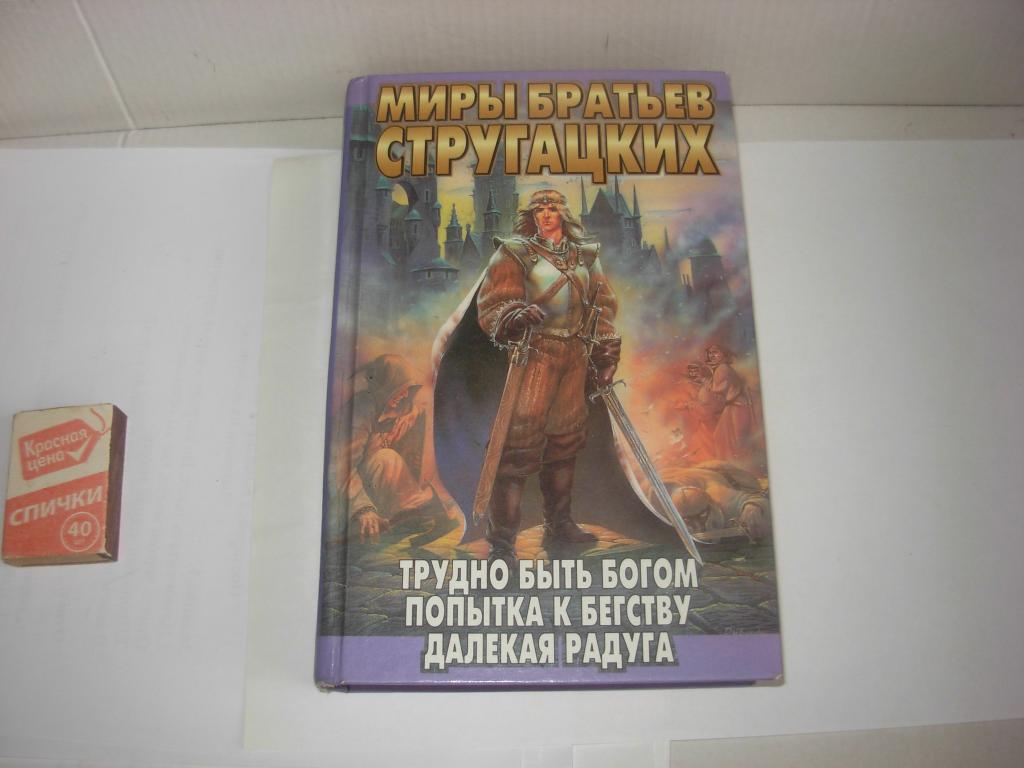 МИРЫ БРАТЬЕВ
СТРУГАЦКИХ
ТРУДНО БЫТЬ БОГОМ
ПОПЫТКА К БЕГСТВУ
ДАЛЕКАЯ РАДУГА
Красная
цена
СПИЧКИ
40